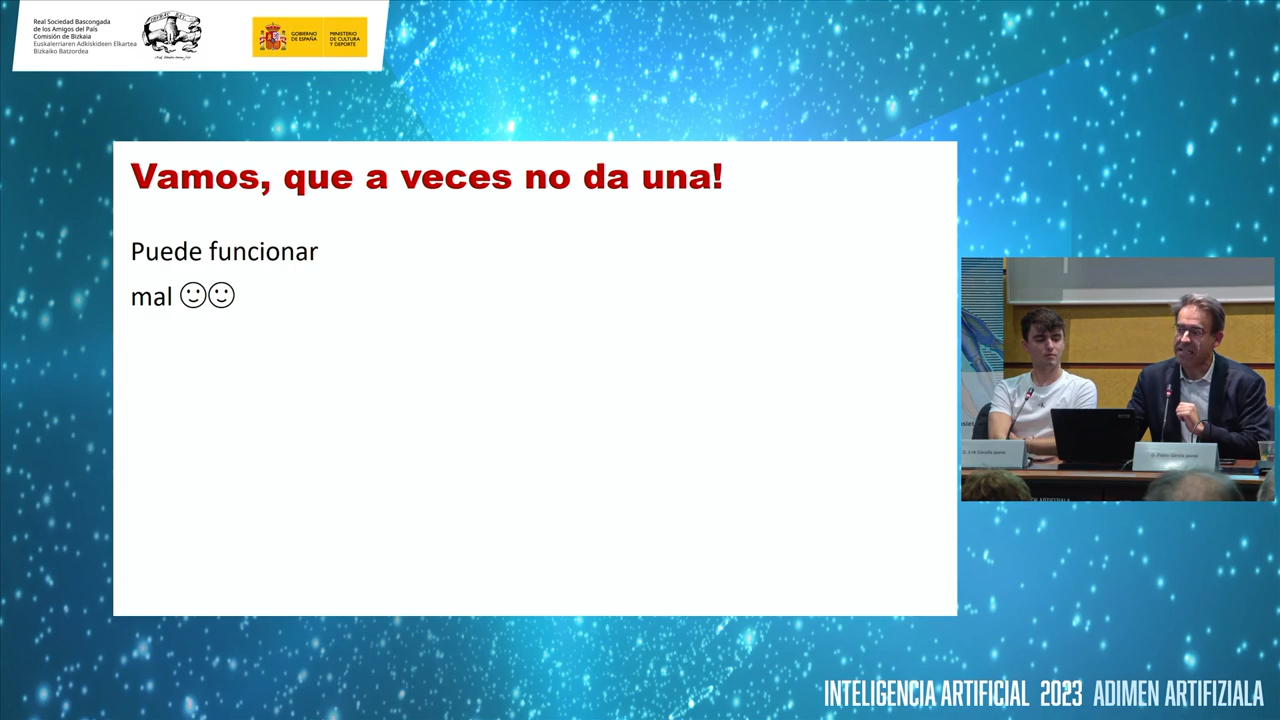 Real Sociedad Bascongada
de los Amigos del País
Comisión de Bizkaia
Euskalerriaren Adkiskideen Elkartea
Bizkaiko Batzordea
GOBIERNO
DE ESPAÑA
MINISTERIO
DE CULTURA
Y DEPORTE
Vamos, que a veces no da una!
Puede funcionar
mal 🙂🙂
INTELIGENCIA ARTIFICIAL 2023 ADIMEN ARTIFIZIALA